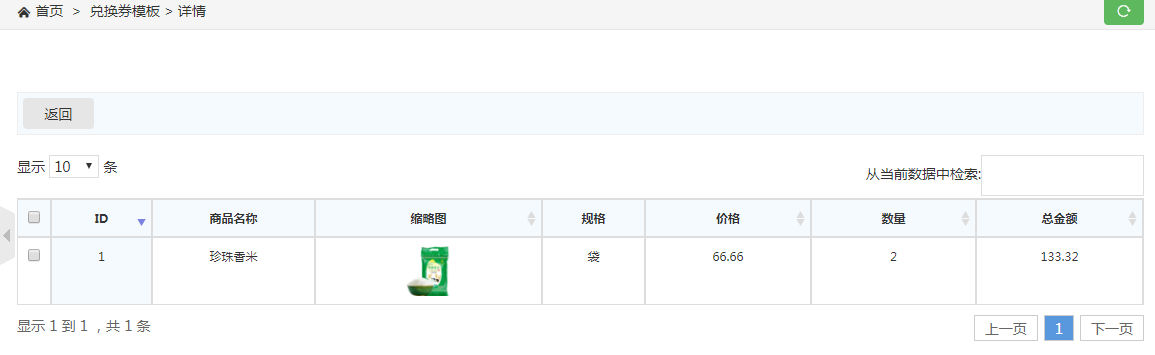 首页 > 兑换券模板 > 详情
返回
显示 10 条
从当前数据中检索:
ID 商品名称 缩略图 规格 价格 数量 总金额
1 珍珠香米 袋 66.66 2 133.32
显示 1 到 1 ，共 1 条
上一页 1 下一页